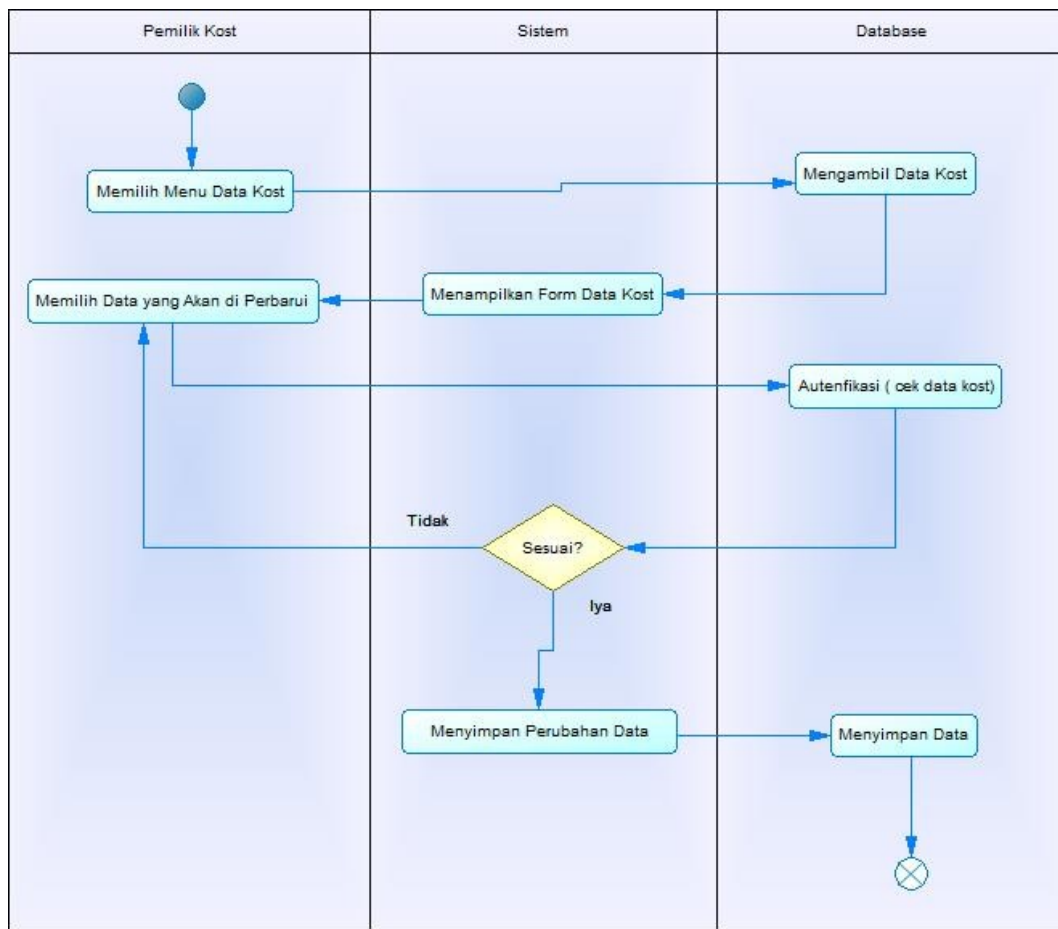 Pemilik Kost
Sistem
Database
Memilih Menu Data Kost
Mengambil Data Kost
Menampilkan Form Data Kost
Memilih Data yang Akan di Perbarui
Autenfikasi ( cek data kost)
Tidak
Sesuai?
Iya
Menyimpan Perubahan Data
Menyimpan Data